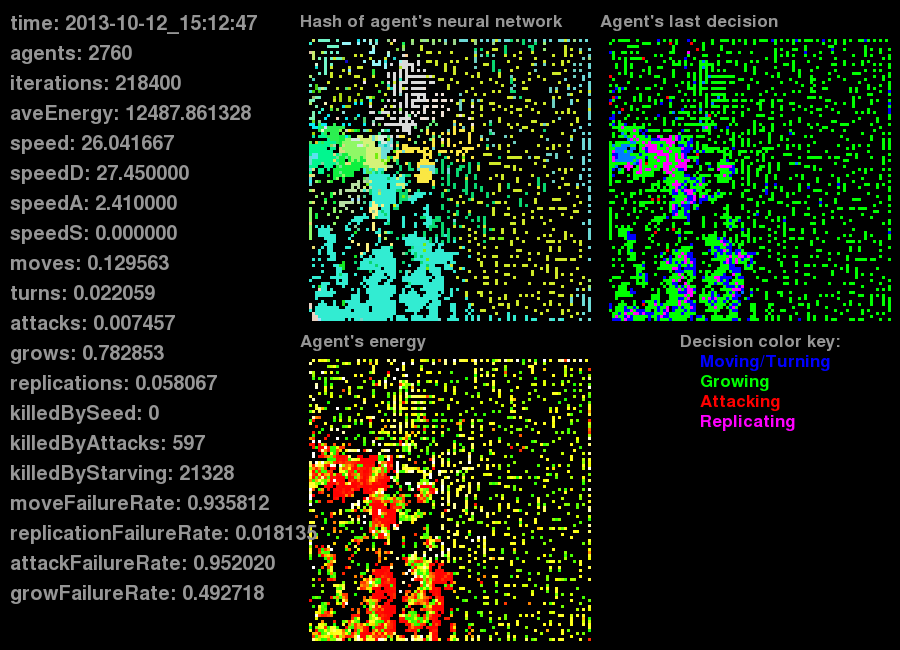 time: 2013-10-12_15:12:47
agents: 2760
iterations: 218400
aveEnergy: 12487.861328
speed: 26.041667
speedD: 27.450000
speedA: 2.410000
speedS: 0.000000
moves: 0.129563
turns: 0.022059
attacks: 0.007457
grows: 0.782853
replications: 0.058067
killedBySeed: 0
killedByAttacks: 597
killedByStarving: 21328
moveFailureRate: 0.935812
replicationFailureRate: 0.018135
attackFailureRate: 0.952020
growFailureRate: 0.492718
Hash of agent's neural network
Agent's last decision
Agent's energy
Decision color key:
Moving/Turning
Growing
Attacking
Replicating